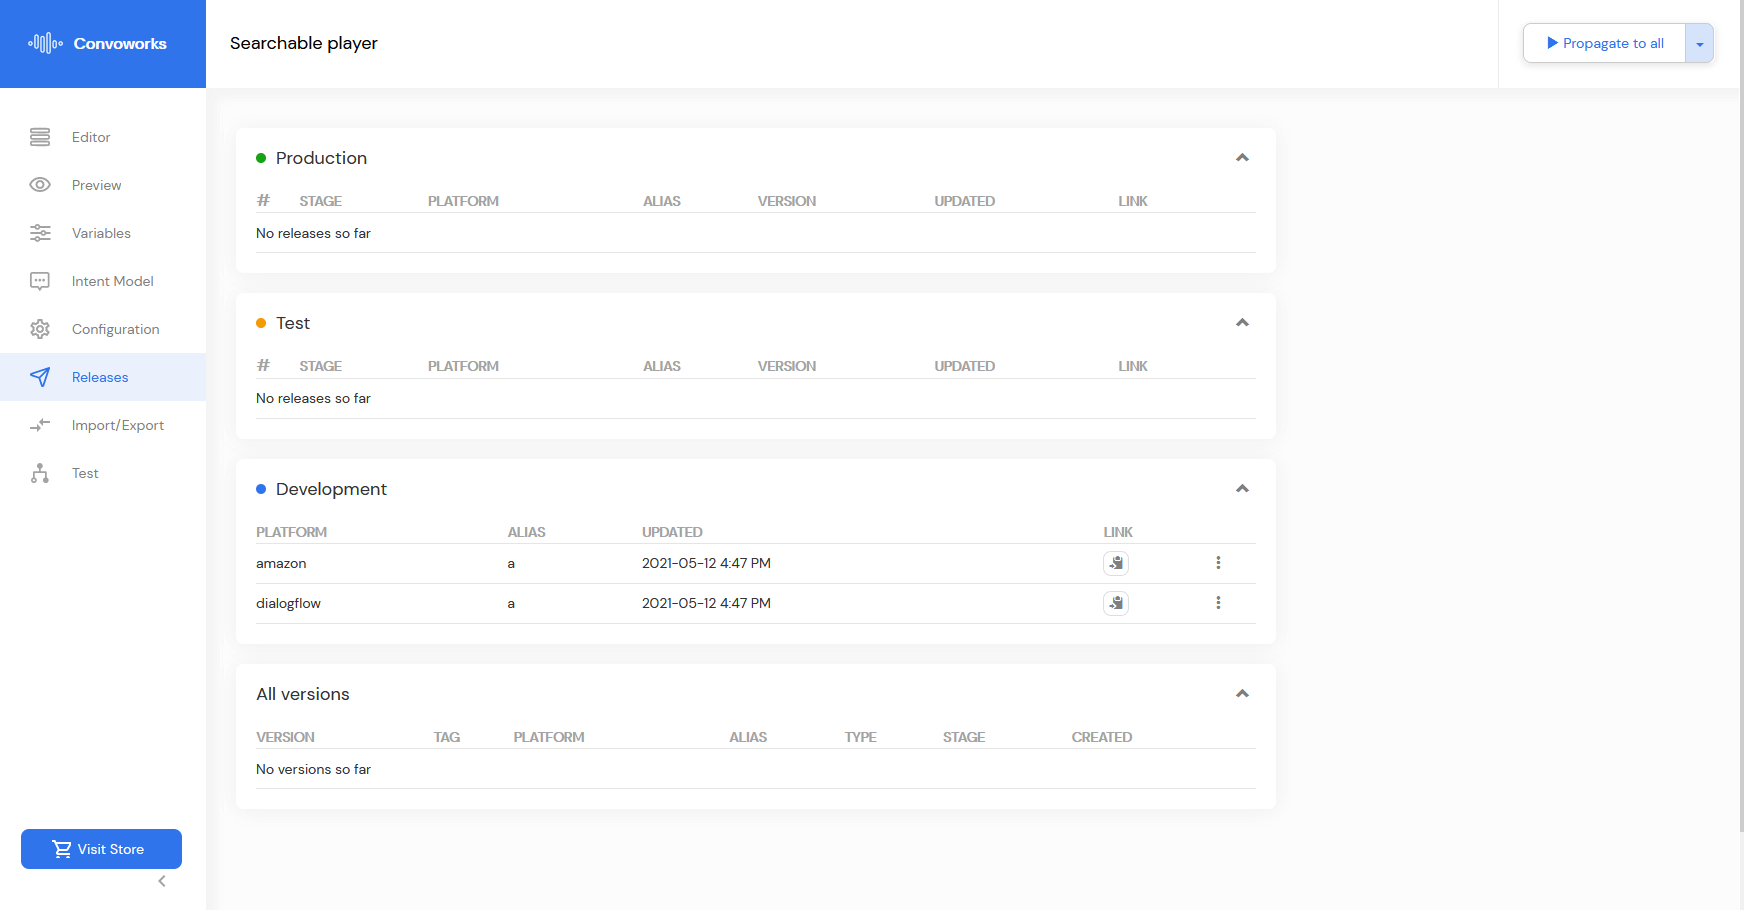 Convoworks
Searchable player
Propagate to all
Editor
Preview
Variables
Intent Model
Configuration
Releases
Import/Export
Test
Visit Store
Production
# STAGE PLATFORM ALIAS VERSION UPDATED LINK
No releases so far
Test
# STAGE PLATFORM ALIAS VERSION UPDATED LINK
No releases so far
Development
PLATFORM ALIAS UPDATED LINK
amazon a 2021-05-12 4:47 PM
dialogflow a 2021-05-12 4:47 PM
All versions
VERSION TAG PLATFORM ALIAS TYPE STAGE CREATED
No versions so far